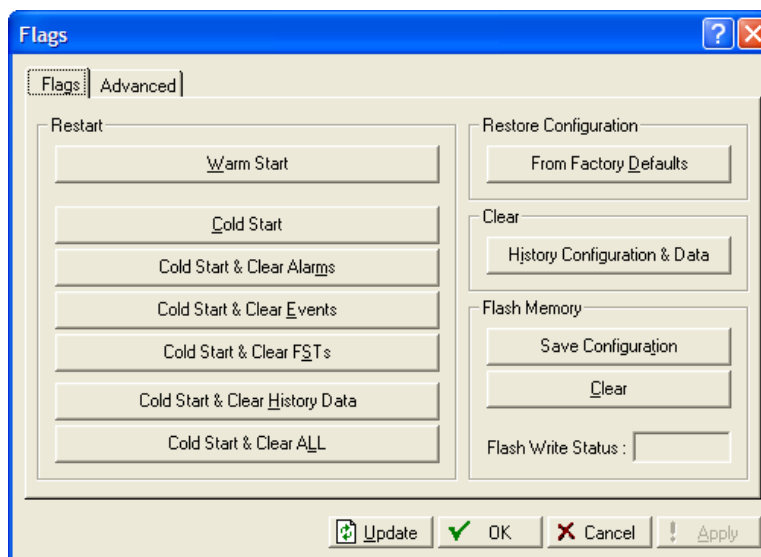 Flags
Flags
Advanced
Restart
Warm Start
Cold Start
Cold Start & Clear Alarms
Cold Start & Clear Events
Cold Start & Clear FSTs
Cold Start & Clear History Data
Cold Start & Clear ALL
Restore Configuration
From Factory Defaults
Clear
History Configuration & Data
Flash Memory
Save Configuration
Clear
Flash Write Status :
Update
OK
Cancel
Apply